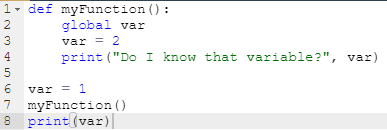 1 def myFunction():
2     global var
3     var = 2
4     print("Do I know that variable?", var)
5
6 var = 1
7 myFunction()
8 print(var)